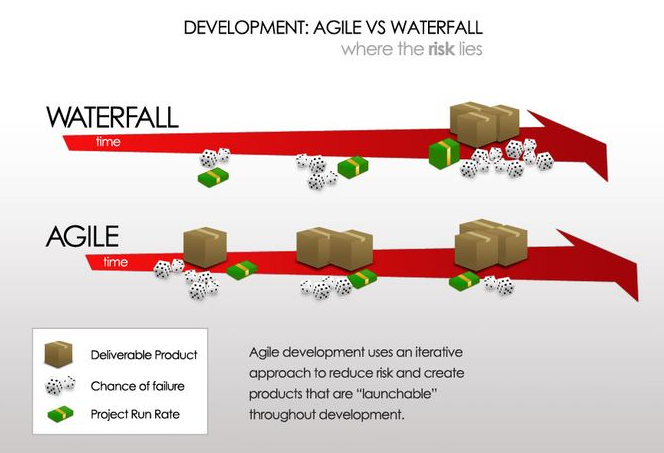 DEVELOPMENT: AGILE VS WATERFALL
where the risk lies
WATERFALL
time
AGILE
time
Deliverable Product
Chance of failure
Project Run Rate
Agile development uses an iterative
approach to reduce risk and create
products that are “launchable”
throughout development.